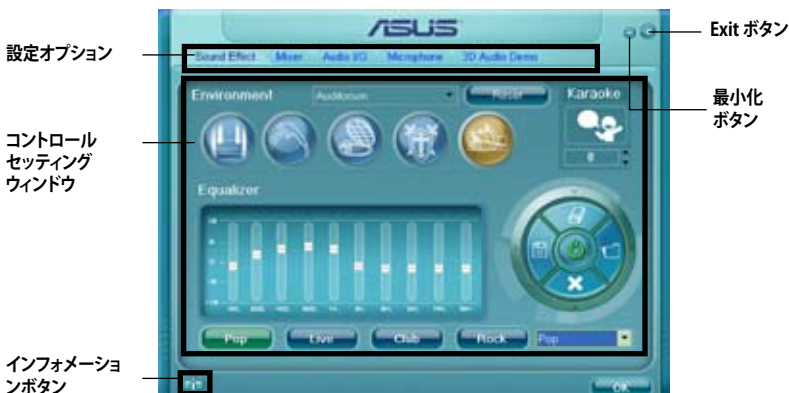 ASUS
Exit ボタン
設定オプション
Sound Effect Mixer Audio I/O Microphone 3D Audio Demo
最小化
ボタン
Environment Auditorium Reset Karaoke
コントロール
セッティング
ウィンドウ
0
Equalizer
Pop Live Club Rock Pop
インフォメーショ
ンボタン
OK